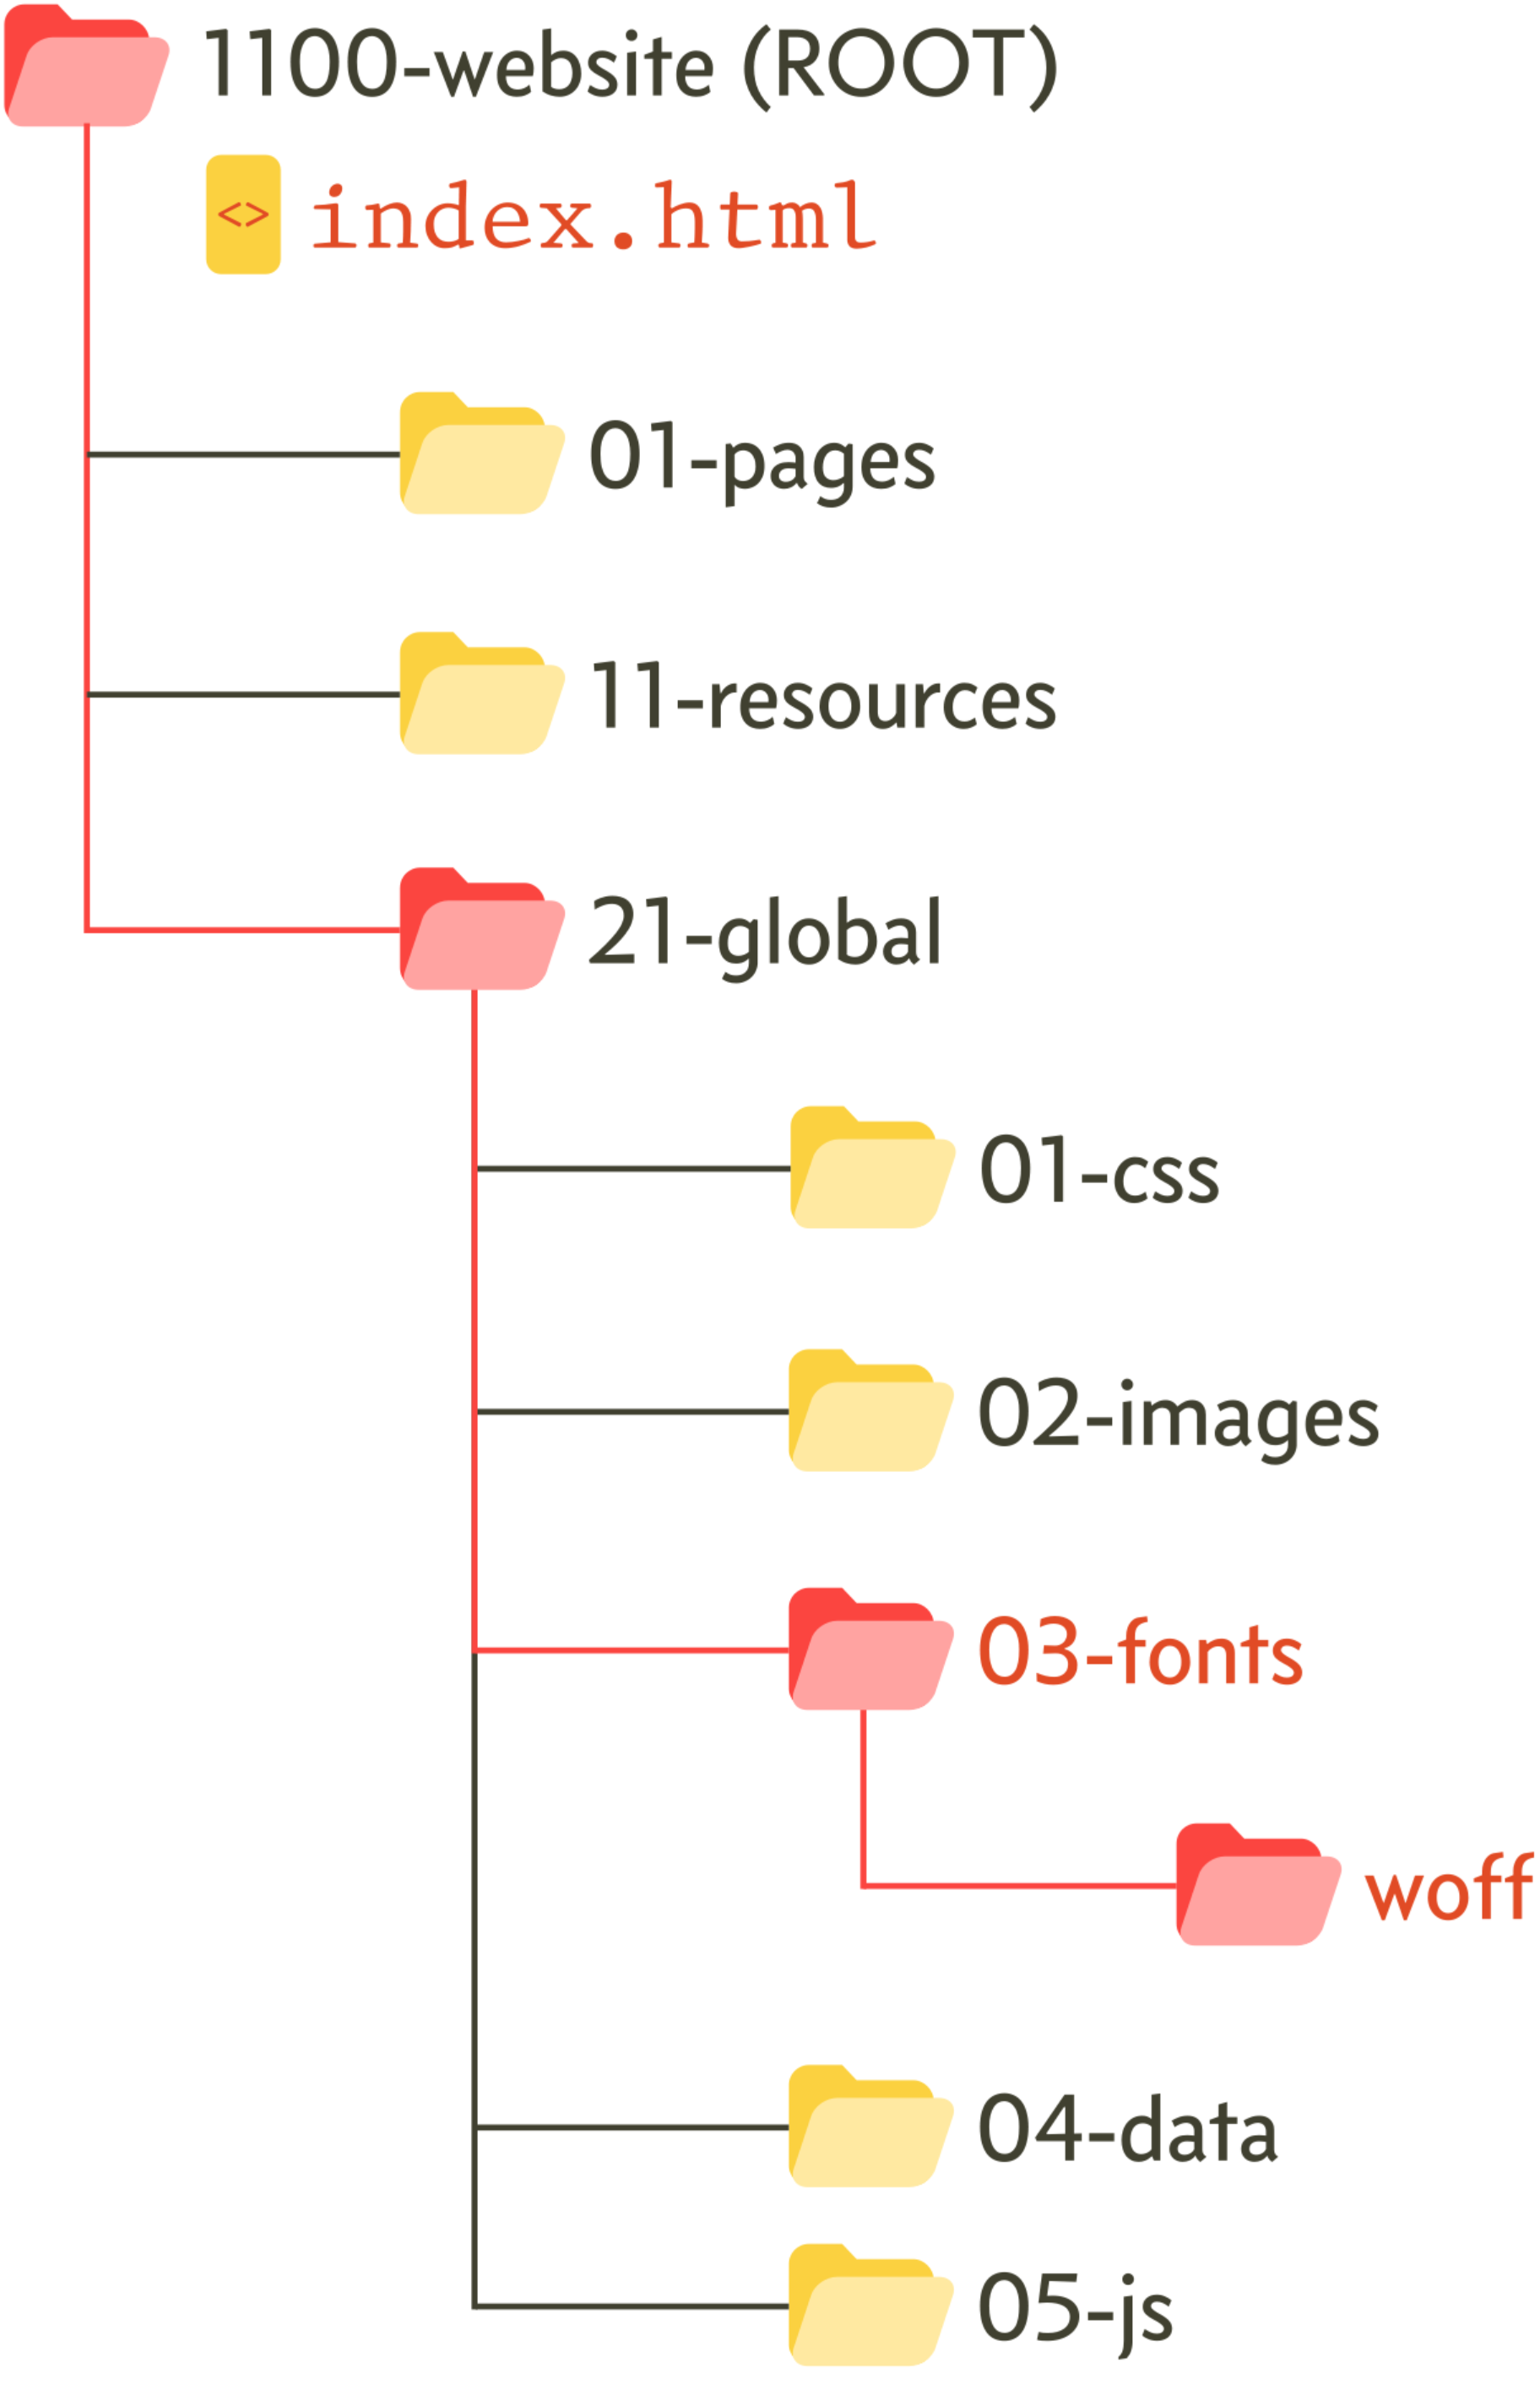 1100-website (ROOT)
<> index.html
01-pages
11-resources
21-global
01-css
02-images
03-fonts
woff
04-data
05-js